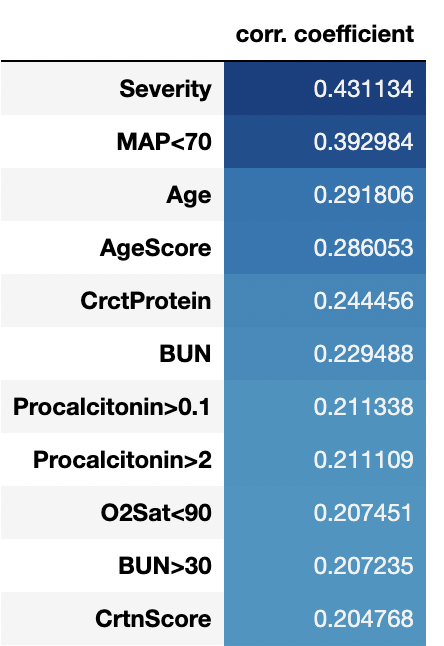 corr. coefficient
Severity 0.431134
MAP<70 0.392984
Age 0.291806
AgeScore 0.286053
CrctProtein 0.244456
BUN 0.229488
Procalcitonin>0.1 0.211338
Procalcitonin>2 0.211109
O2Sat<90 0.207451
BUN>30 0.207235
CrtnScore 0.204768